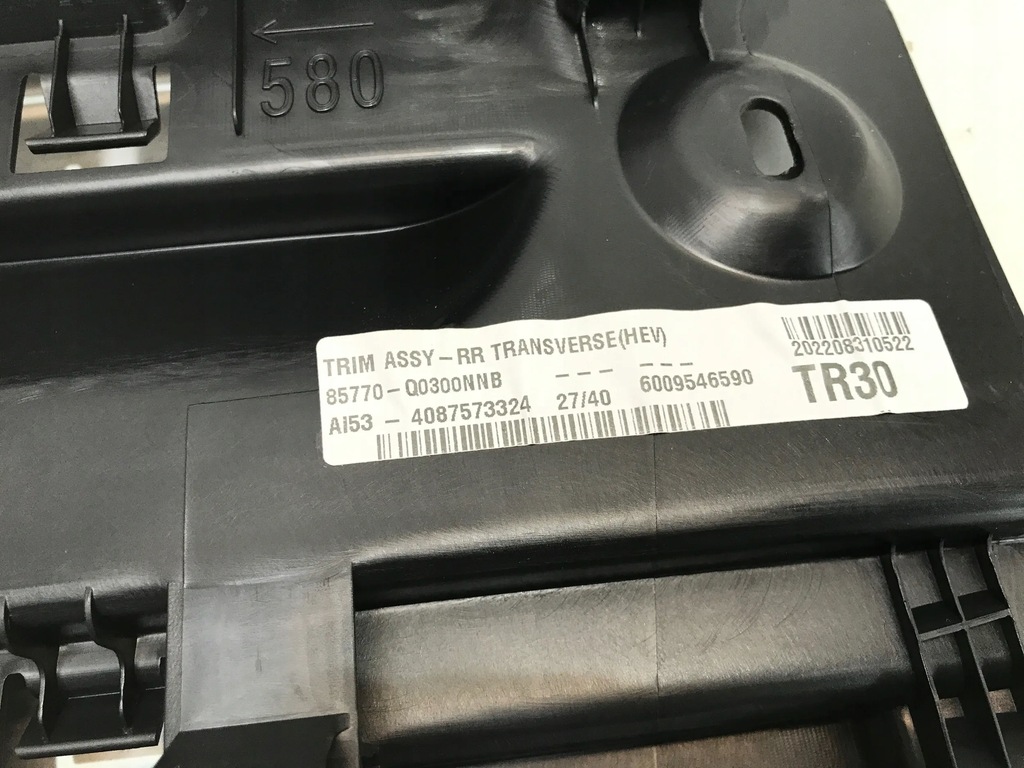 580
TRIM ASSY-RR TRANSVERSE(HEV)
202208310522
85770-Q0300NNB --- --- TR30
AI53 - 4087573324 27/40 6009546590